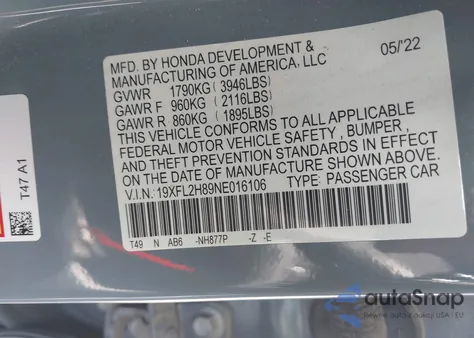 MFD. BY HONDA DEVELOPMENT & 05/'22
MANUFACTURING OF AMERICA, LLC
GVWR 1790KG (3946LBS)
GAWR F 960KG (2116LBS)
GAWR R 860KG (1895LBS)
THIS VEHICLE CONFORMS TO ALL APPLICABLE
FEDERAL MOTOR VEHICLE SAFETY , BUMPER ,
AND THEFT PREVENTION STANDARDS IN EFFECT
ON THE DATE OF MANUFACTURE SHOWN ABOVE.
V.I.N.: 19XFL2H89NE016106 TYPE: PASSENGER CAR
T49 N AB6 -NH877P -Z -E
T47 A1
autoSnap